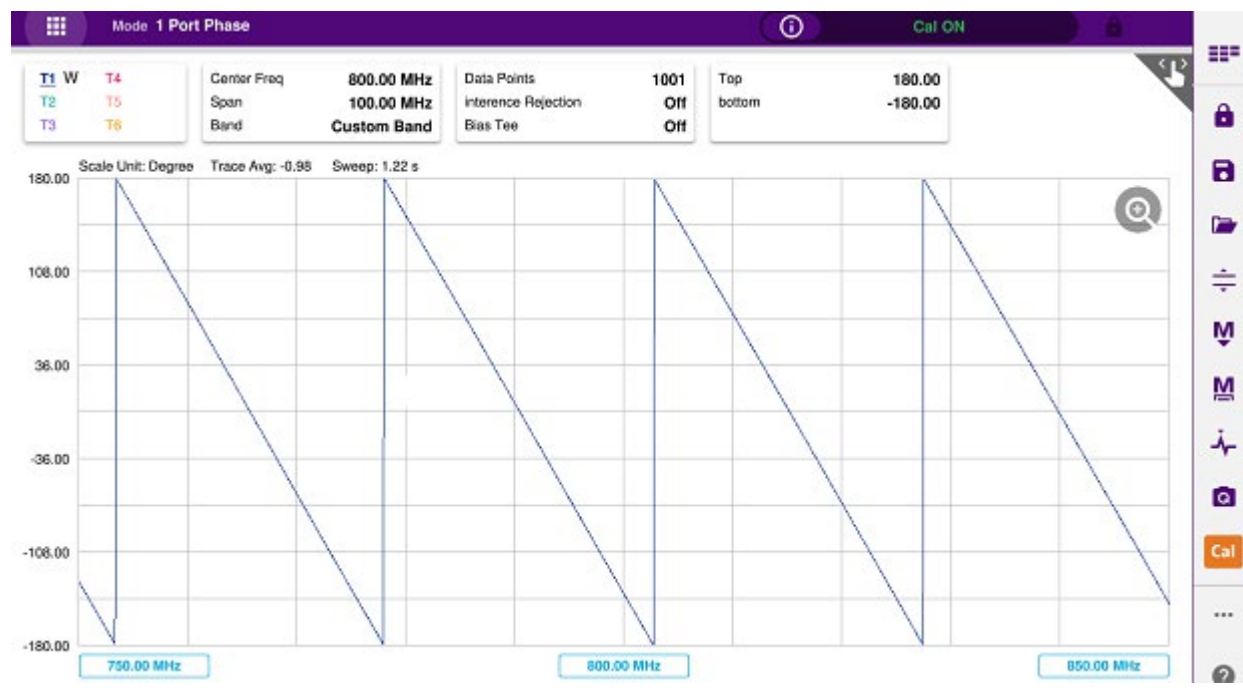 Mode 1 Port Phase
Cal ON
T1 W T4
T2 T5
T3 T6
Center Freq 800.00 MHz
Span 100.00 MHz
Band Custom Band
Data Points 1001
interence Rejection Off
Bias Tee Off
Top 180.00
bottom -180.00
Scale Unit: Degree Trace Avg: -0.98 Sweep: 1.22 s
180.00
108.00
36.00
-36.00
-108.00
-180.00
750.00 MHz 800.00 MHz 850.00 MHz
M
M
Cal